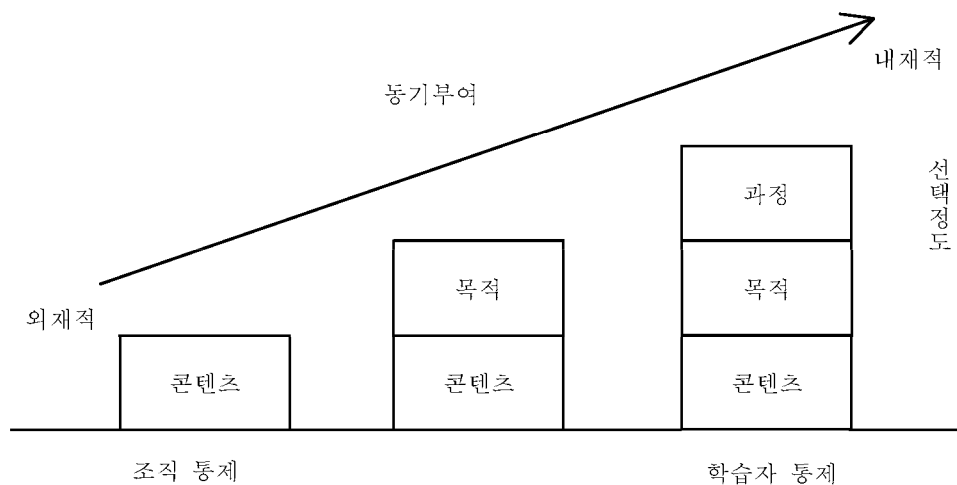 내재적
동기부여
선택정도
과정
목적
목적
외재적
콘텐츠
콘텐츠
콘텐츠
조직 통제
학습자 통제